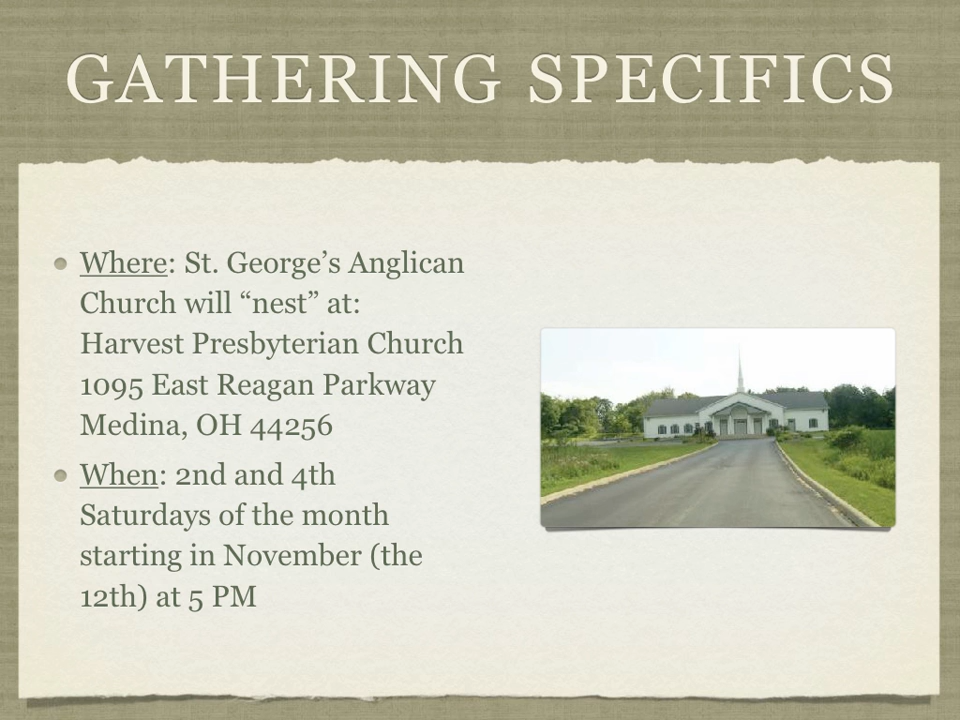 GATHERING SPECIFICS
Where: St. George’s Anglican
Church will “nest” at:
Harvest Presbyterian Church
1095 East Reagan Parkway
Medina, OH 44256
When: 2nd and 4th
Saturdays of the month
starting in November (the
12th) at 5 PM